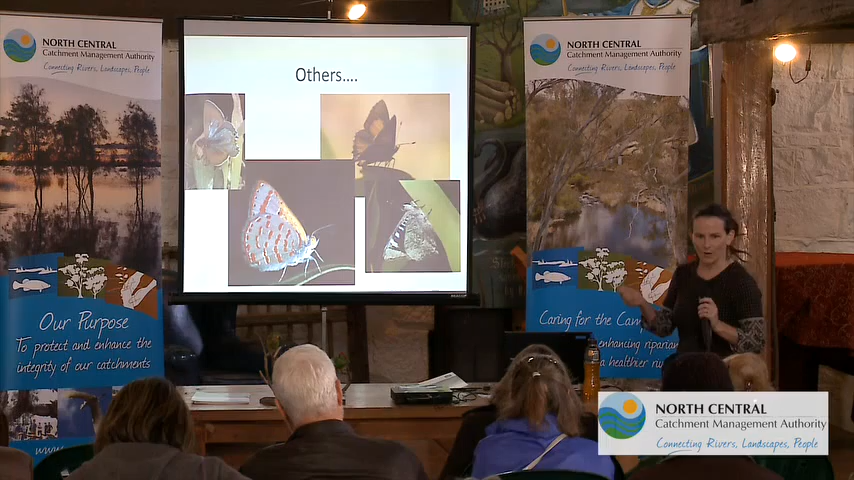 NORTH CENTRAL
Catchment Management Authority
Connecting Rivers, Landscapes, People
Others....
NORTH CENTRAL
Catchment Management Authority
Connecting Rivers, Landscapes, People
Our Purpose
To protect and enhance the
integrity of our catchments
Caring for the Cam
enhancing riparian
a healthier
NORTH CENTRAL
Catchment Management Authority
Connecting Rivers, Landscapes, People